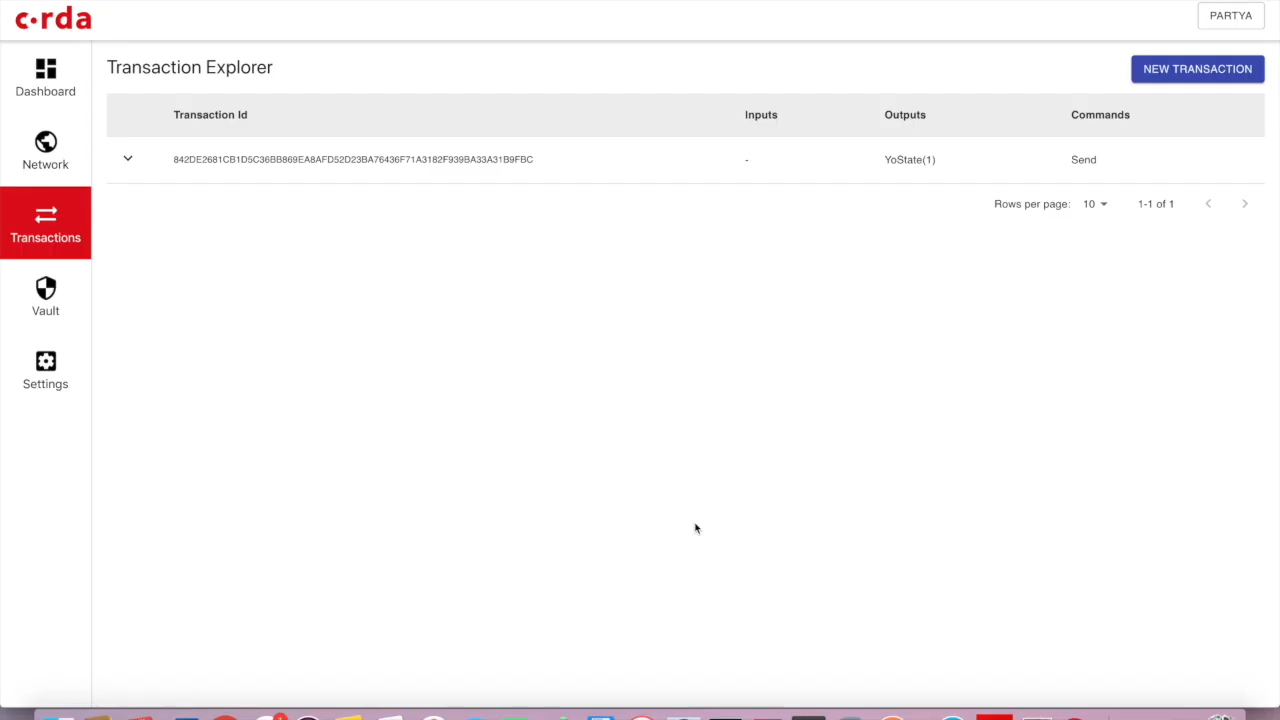 c·rda
PARTYA
Dashboard
Network
Transactions
Vault
Settings
Transaction Explorer
NEW TRANSACTION
Transaction Id Inputs Outputs Commands
842DE2681CB1D5C36BB869EA8AFD52D23BA76436F71A3182F939BA33A31B9FBC - YoState(1) Send
Rows per page: 10 1-1 of 1